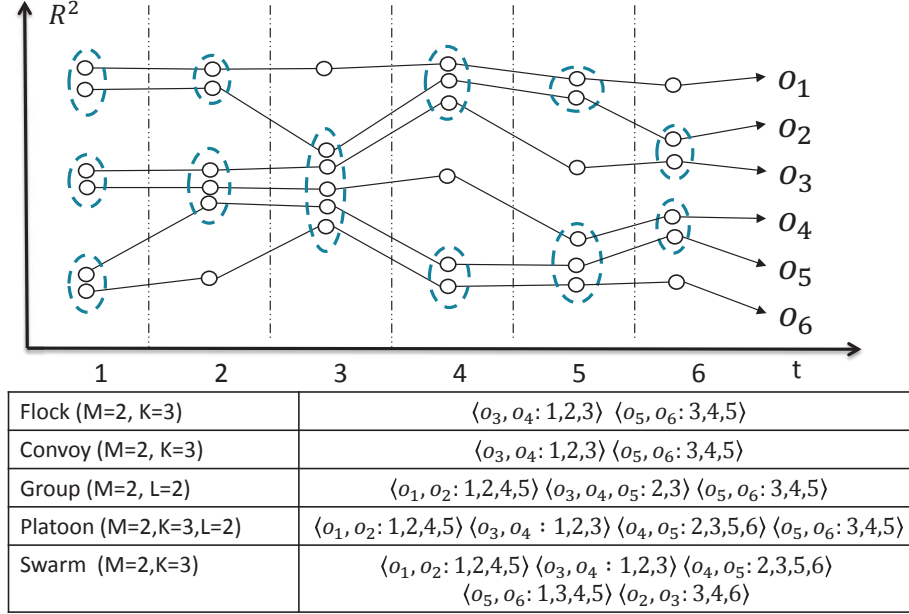 R²
o₁
o₂
o₃
o₄
o₅
o₆
1 2 3 4 5 6 t
Flock (M=2, K=3) ⟨o₃, o₄: 1,2,3⟩ ⟨o₅, o₆: 3,4,5⟩
Convoy (M=2, K=3) ⟨o₃, o₄: 1,2,3⟩ ⟨o₅, o₆: 3,4,5⟩
Group (M=2, L=2) ⟨o₁, o₂: 1,2,4,5⟩ ⟨o₃, o₄, o₅: 2,3⟩ ⟨o₅, o₆: 3,4,5⟩
Platoon (M=2,K=3,L=2) ⟨o₁, o₂: 1,2,4,5⟩ ⟨o₃, o₄ : 1,2,3⟩ ⟨o₄, o₅: 2,3,5,6⟩ ⟨o₅, o₆: 3,4,5⟩
Swarm (M=2,K=3) ⟨o₁, o₂: 1,2,4,5⟩ ⟨o₃, o₄ : 1,2,3⟩ ⟨o₄, o₅: 2,3,5,6⟩
⟨o₅, o₆: 1,3,4,5⟩ ⟨o₂, o₃: 3,4,6⟩